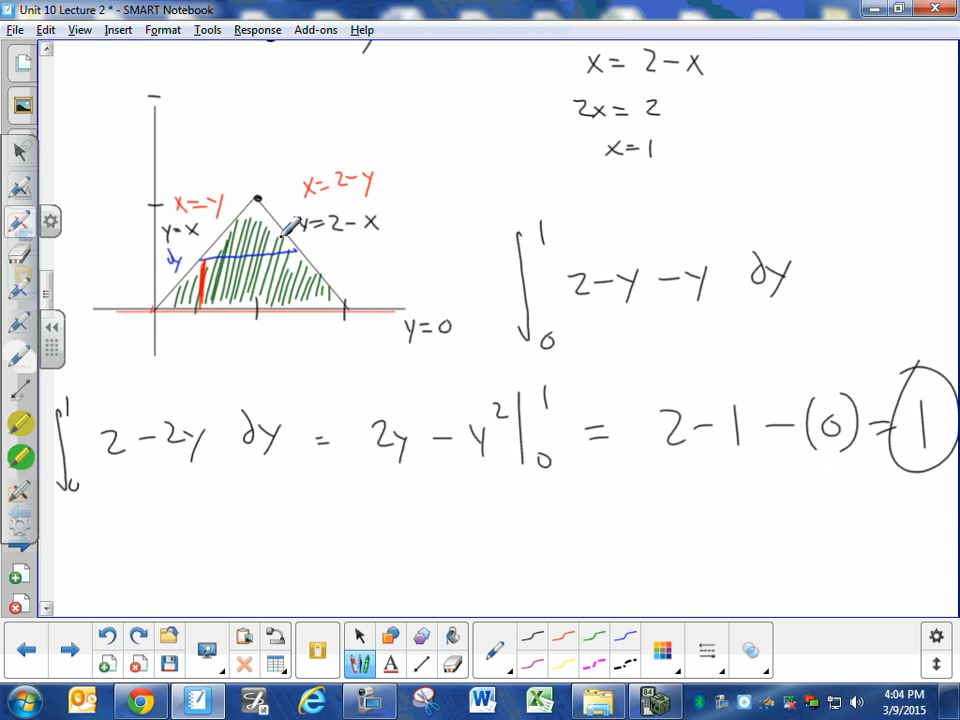 Unit 10 Lecture 2 * - SMART Notebook
File Edit View Insert Format Tools Response Add-ons Help
x = 2 - x
2x = 2
x = 1
x = 2 - y
x = y
y = x
y = 2 - x
dy
y = 0
∫₀¹ 2 - y - y dy
∫₀¹ 2 - 2y dy = 2y - y² |₀¹ = 2 - 1 - (0) = 1
A
4:04 PM
3/9/2015